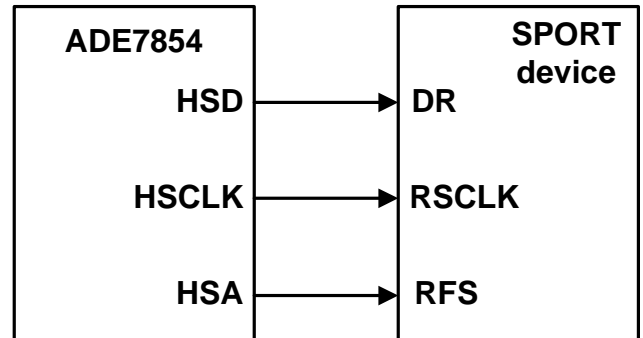 ADE7854
SPORT
device
HSD
DR
HSCLK
RSCLK
HSA
RFS